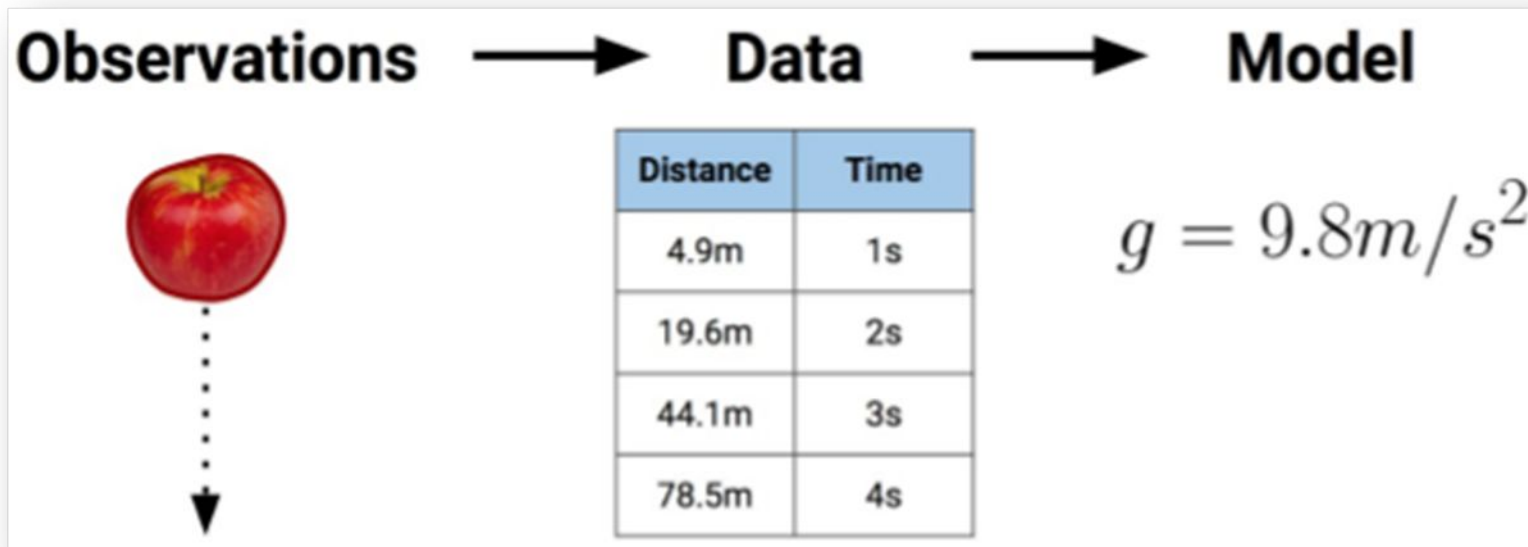 Observations Data Model
Distance Time
4.9m 1s
19.6m 2s
44.1m 3s
78.5m 4s
g = 9.8m/s²